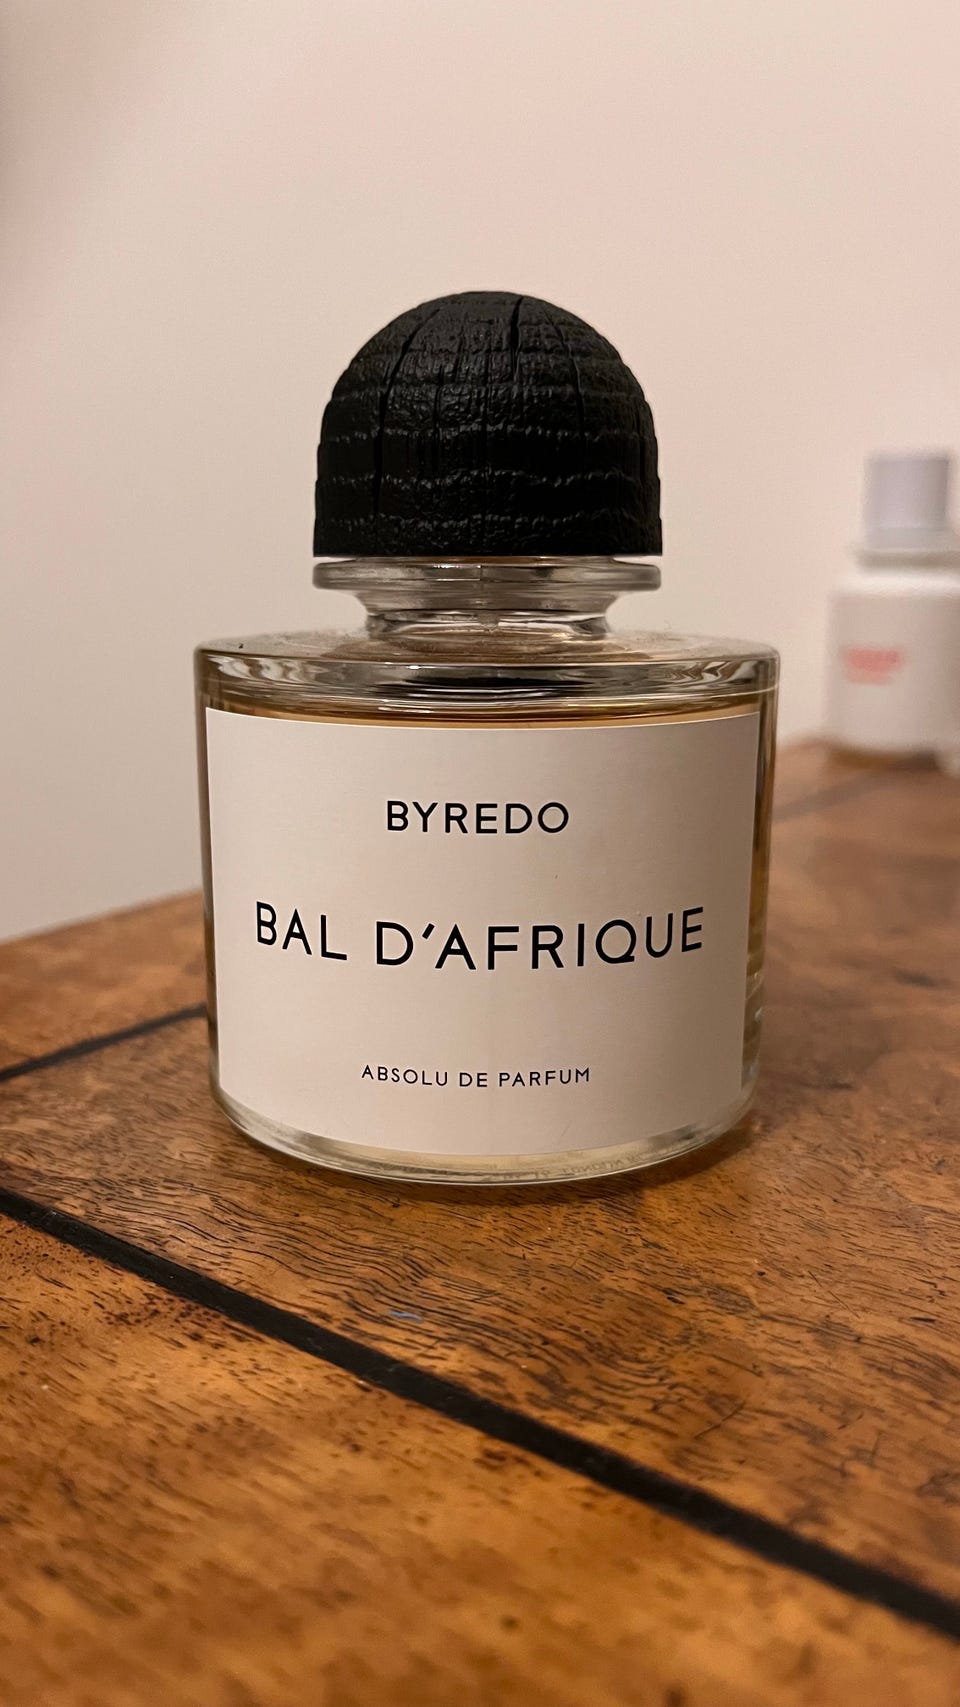 BYREDO
BAL D'AFRIQUE
ABSOLU DE PARFUM